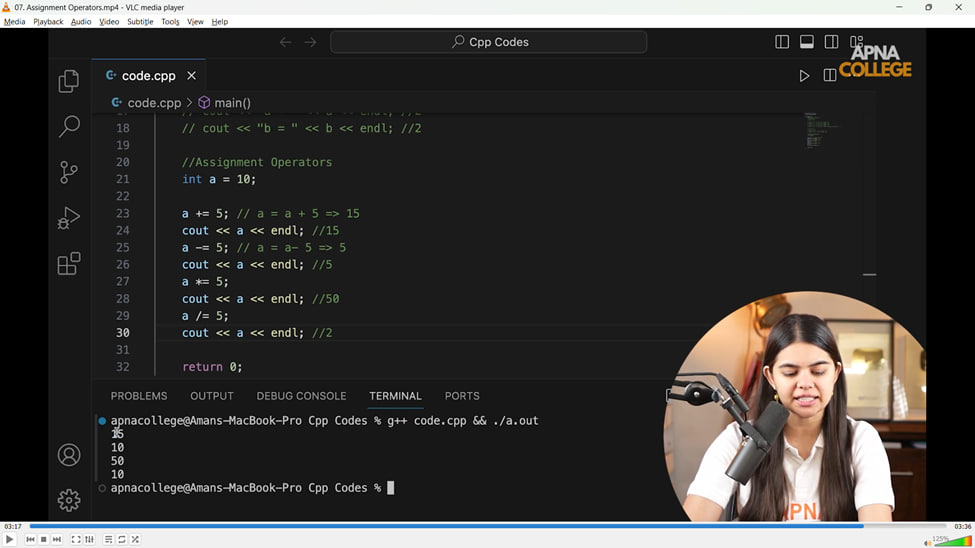 07. Assignment Operators.mp4 - VLC media player
Media Playback Audio Video Subtitle Tools View Help
Cpp Codes
APNA
COLLEGE
code.cpp
code.cpp > main()
18 // cout << "b = " << b << endl; //2
19
20 //Assignment Operators
21 int a = 10;
22
23 a += 5; // a = a + 5 => 15
24 cout << a << endl; //15
25 a -= 5; // a = a- 5 => 5
26 cout << a << endl; //5
27 a *= 5;
28 cout << a << endl; //50
29 a /= 5;
30 cout << a << endl; //2
31
32 return 0;
PROBLEMS OUTPUT DEBUG CONSOLE TERMINAL PORTS
apnacollege@Amans-MacBook-Pro Cpp Codes % g++ code.cpp && ./a.out
15
10
50
10
apnacollege@Amans-MacBook-Pro Cpp Codes %
03:17
03:36
125%